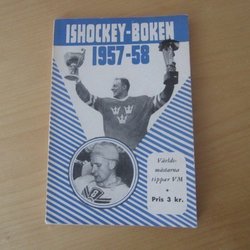 ISHOCKEY-BOKEN
1957-58
Världs-
mästarna
tippar VM
Pris 3 kr.